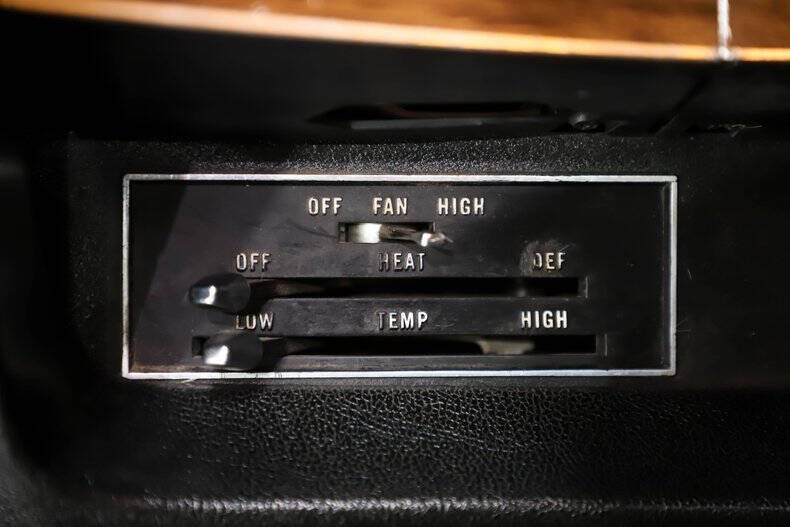 OFF FAN HIGH
OFF HEAT DEF
LOW TEMP HIGH